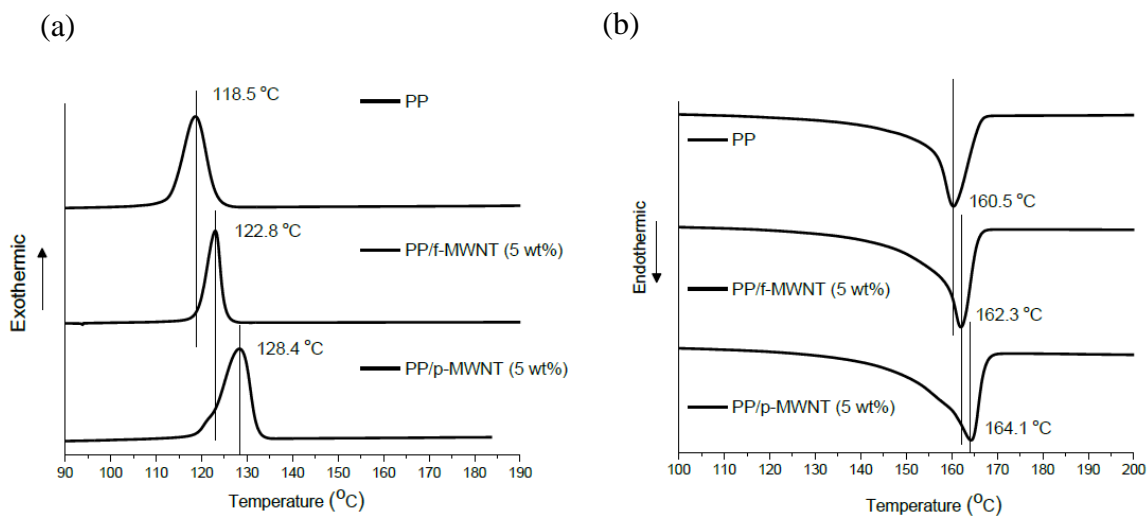 (a)
(b)
118.5 °C
PP
122.8 °C
PP/f-MWNT (5 wt%)
128.4 °C
PP/p-MWNT (5 wt%)
Exothermic
90 100 110 120 130 140 150 160 170 180 190
Temperature (°C)
PP
160.5 °C
PP/f-MWNT (5 wt%)
162.3 °C
PP/p-MWNT (5 wt%)
164.1 °C
Endothermic
100 110 120 130 140 150 160 170 180 190 200
Temperature (°C)